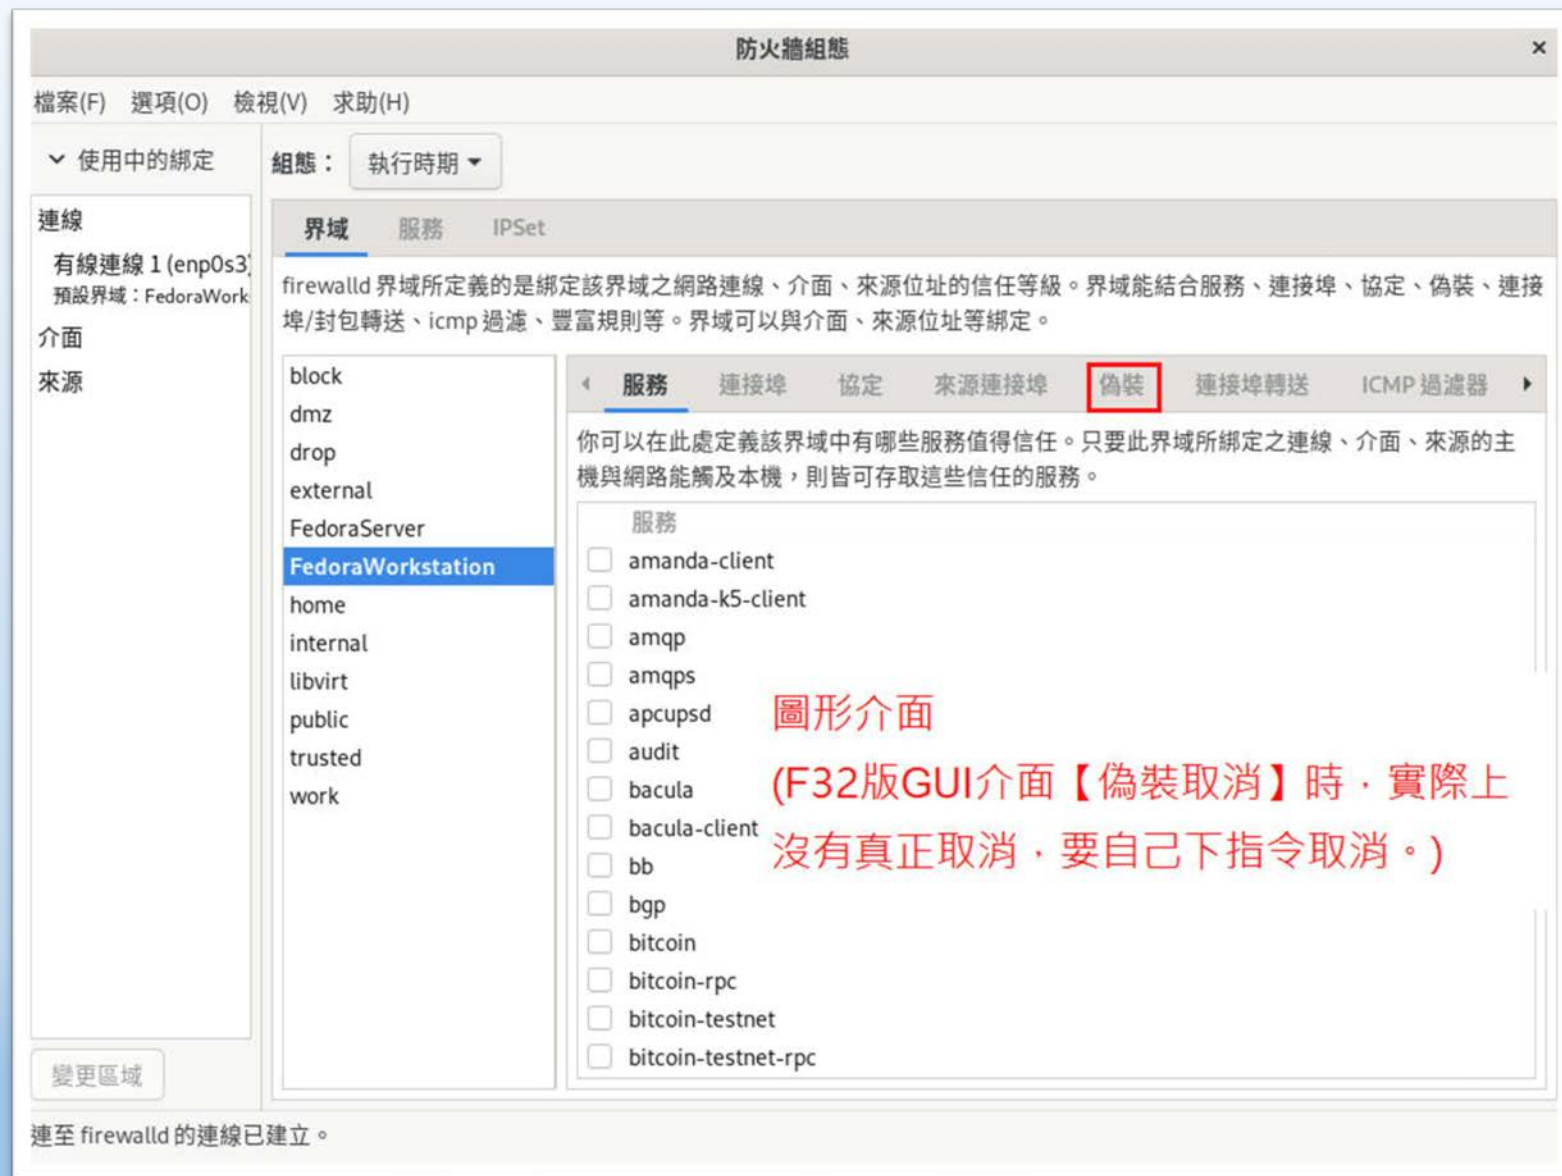 防火牆組態
檔案(F) 選項(O) 檢視(V) 求助(H)
使用中的綁定
組態： 執行時期
連線
有線連線 1 (enp0s3)
預設界域：FedoraWork
介面
來源
界域 服務 IPSet
firewalld 界域所定義的是綁定該界域之網路連線、介面、來源位址的信任等級。界域能結合服務、連接埠、協定、偽裝、連接
埠/封包轉送、icmp 過濾、豐富規則等。界域可以與介面、來源位址等綁定。
block
dmz
drop
external
FedoraServer
FedoraWorkstation
home
internal
libvirt
public
trusted
work
服務 連接埠 協定 來源連接埠 偽裝 連接埠轉送 ICMP 過濾器
你可以在此處定義該界域中有哪些服務值得信任。只要此界域所綁定之連線、介面、來源的主
機與網路能觸及本機，則皆可存取這些信任的服務。
服務
amanda-client
amanda-k5-client
amqp
amqps
apcupsd
audit
bacula
bacula-client
bb
bgp
bitcoin
bitcoin-rpc
bitcoin-testnet
bitcoin-testnet-rpc
圖形介面
(F32版GUI介面【偽裝取消】時，實際上
沒有真正取消，要自己下指令取消。)
變更區域
連至 firewalld 的連線已建立。